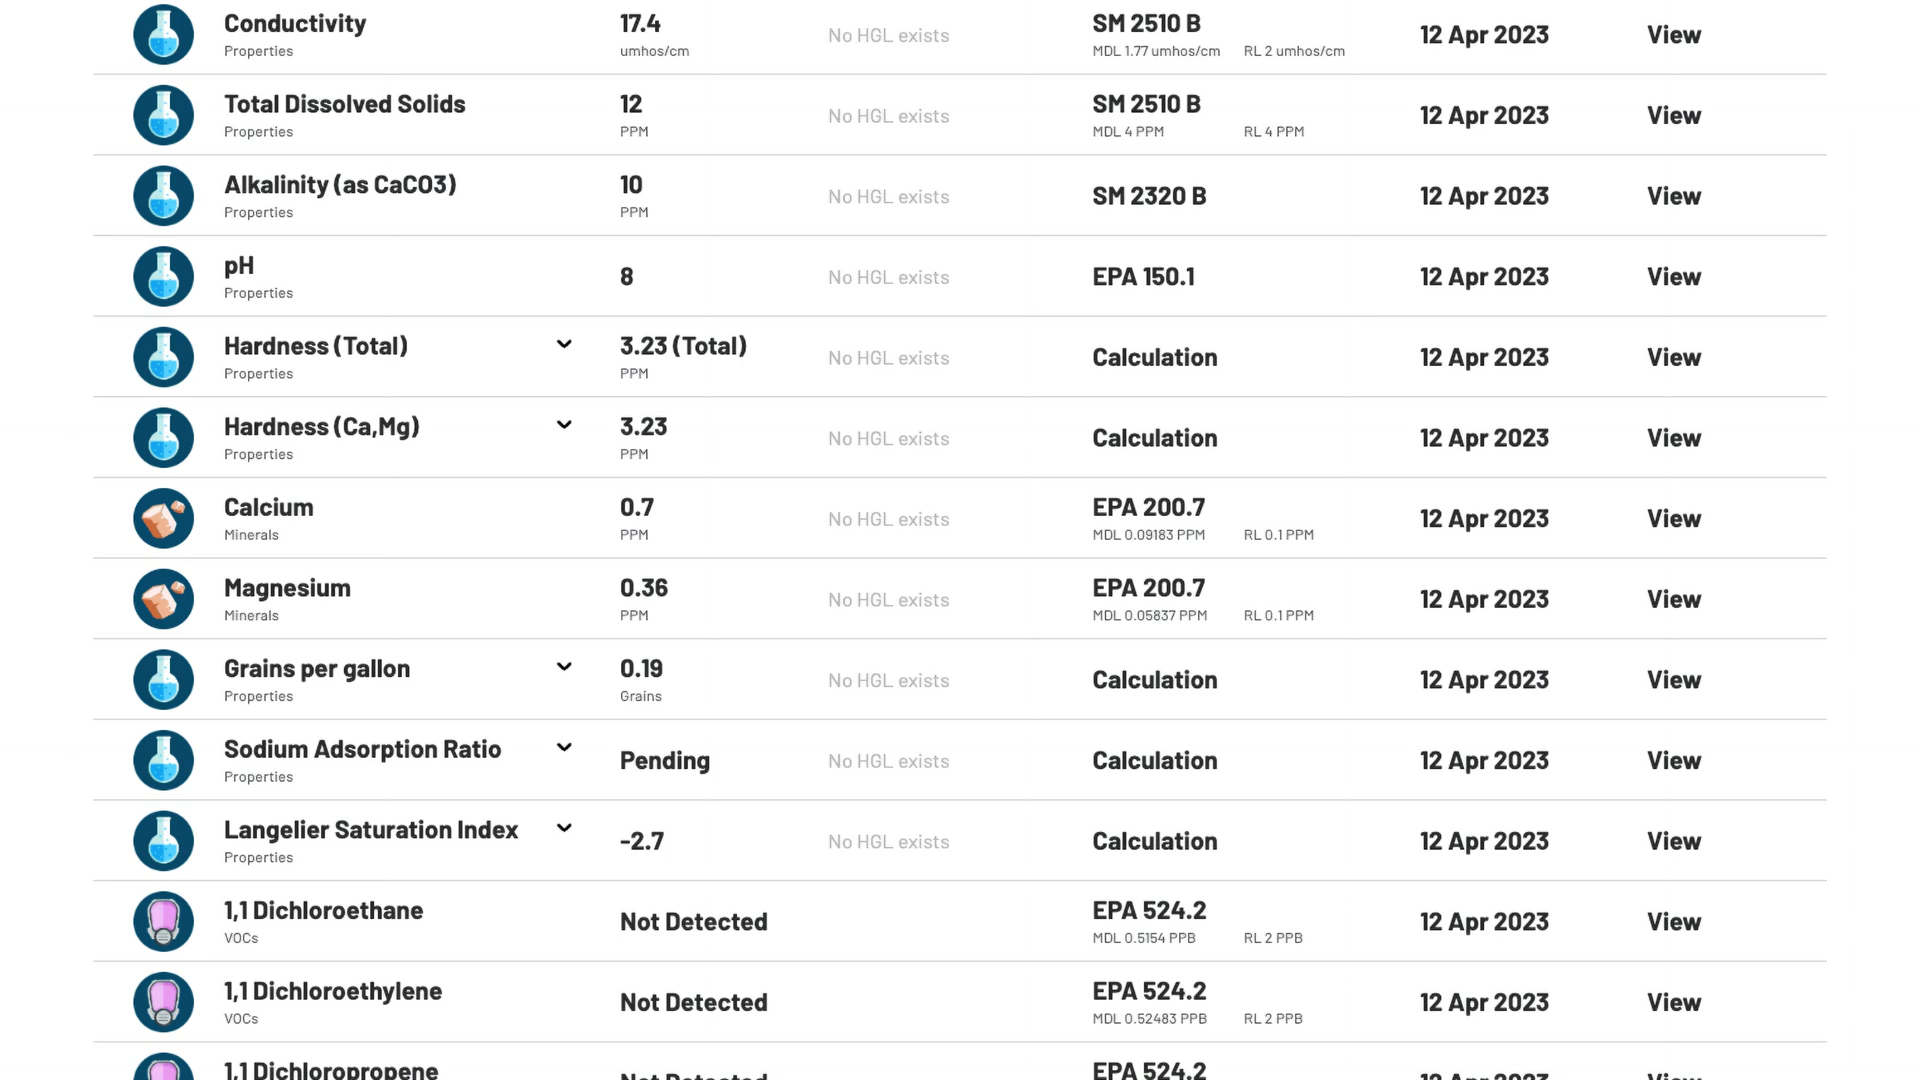 Conductivity 17.4 No HGL exists SM 2510 B 12 Apr 2023 View
Properties umhos/cm MDL 1.77 umhos/cm RL 2 umhos/cm
Total Dissolved Solids 12 No HGL exists SM 2510 B 12 Apr 2023 View
Properties PPM MDL 4 PPM RL 4 PPM
Alkalinity (as CaCO3) 10 No HGL exists SM 2320 B 12 Apr 2023 View
Properties PPM
pH 8 No HGL exists EPA 150.1 12 Apr 2023 View
Properties
Hardness (Total) 3.23 (Total) No HGL exists Calculation 12 Apr 2023 View
Properties PPM
Hardness (Ca,Mg) 3.23 No HGL exists Calculation 12 Apr 2023 View
Properties PPM
Calcium 0.7 No HGL exists EPA 200.7 12 Apr 2023 View
Minerals PPM MDL 0.09183 PPM RL 0.1 PPM
Magnesium 0.36 No HGL exists EPA 200.7 12 Apr 2023 View
Minerals PPM MDL 0.05837 PPM RL 0.1 PPM
Grains per gallon 0.19 No HGL exists Calculation 12 Apr 2023 View
Properties Grains
Sodium Adsorption Ratio Pending No HGL exists Calculation 12 Apr 2023 View
Properties
Langelier Saturation Index -2.7 No HGL exists Calculation 12 Apr 2023 View
Properties
1,1 Dichloroethane Not Detected EPA 524.2 12 Apr 2023 View
VOCs MDL 0.5154 PPB RL 2 PPB
1,1 Dichloroethylene Not Detected EPA 524.2 12 Apr 2023 View
VOCs MDL 0.52483 PPB RL 2 PPB
1,1 Dichloropropene Not Detected EPA 524.2 12 Apr 2023 View